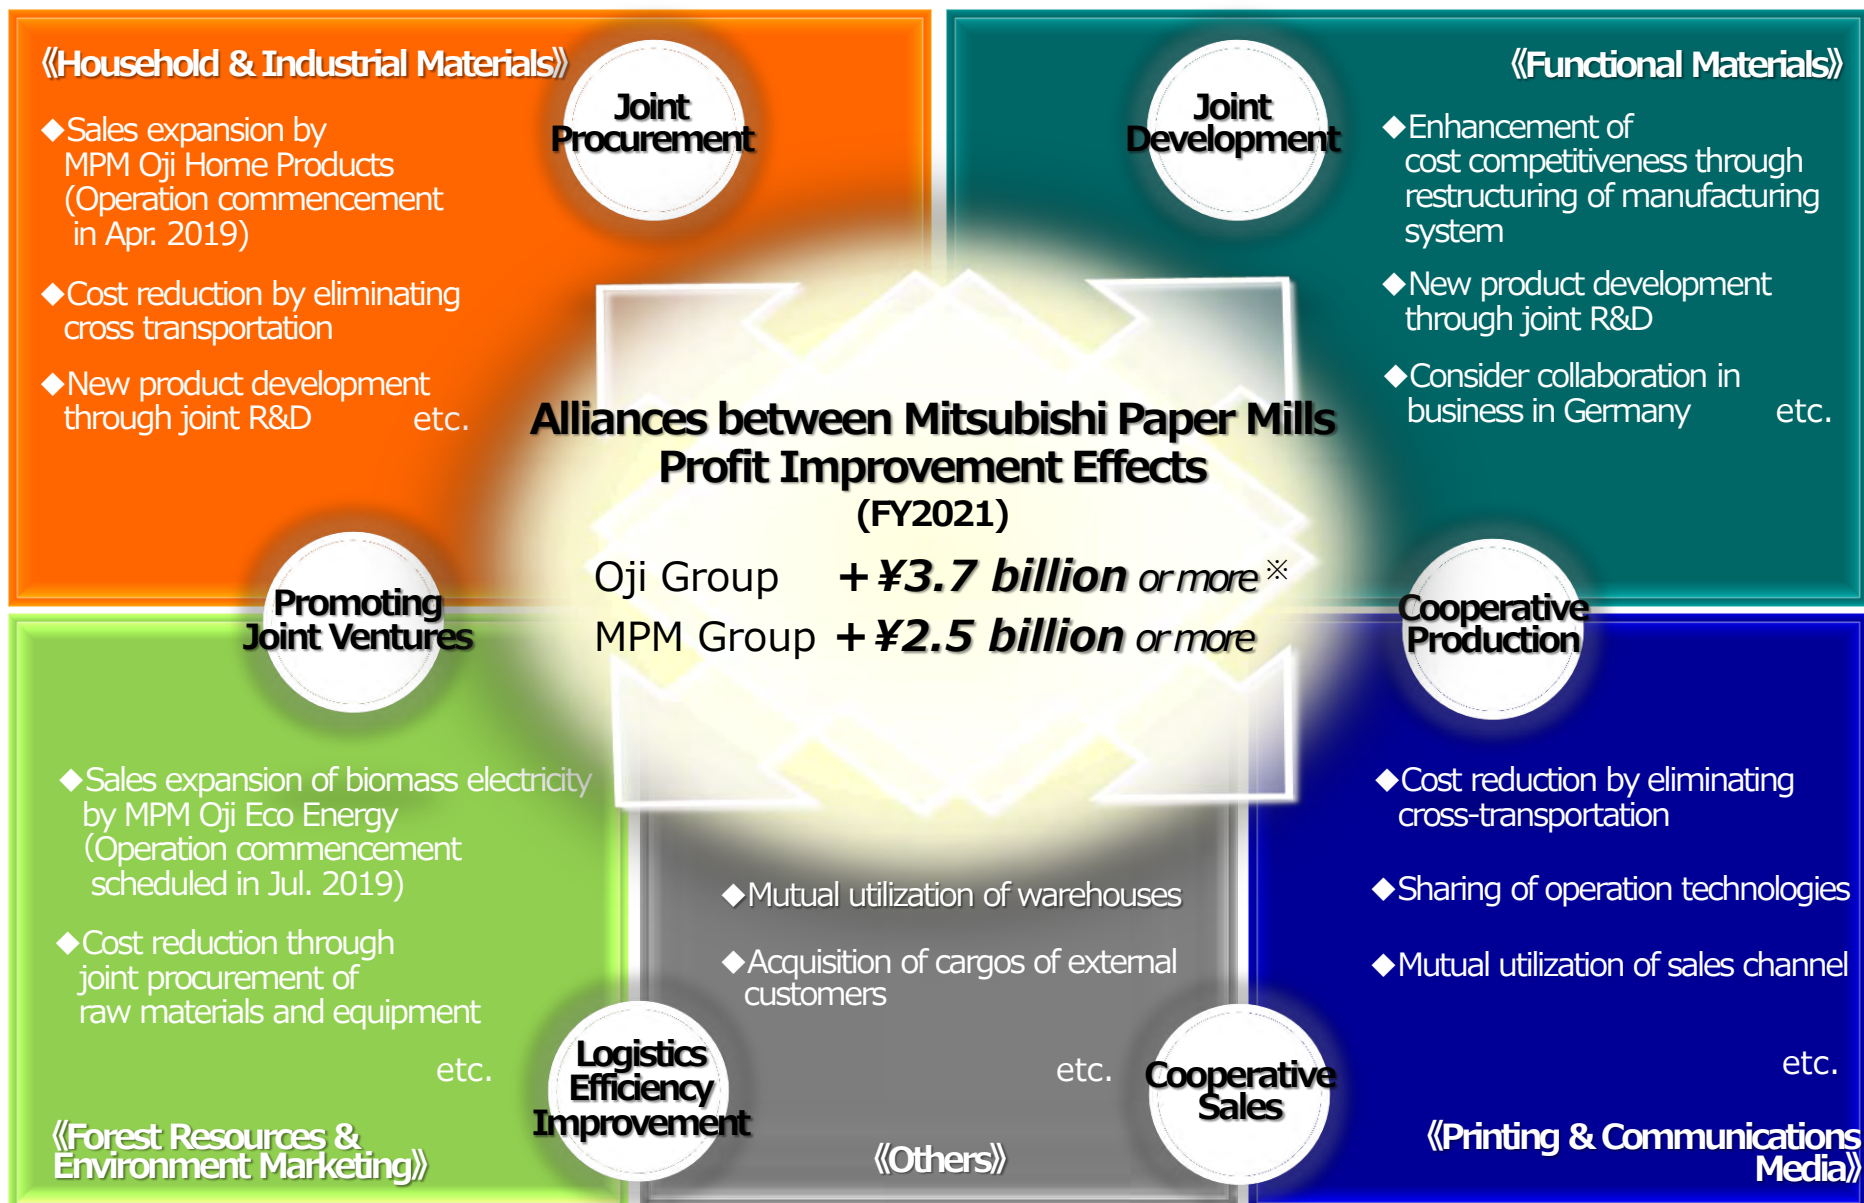 《Household & Industrial Materials》
◆Sales expansion by
MPM Oji Home Products
(Operation commencement
in Apr. 2019)
◆Cost reduction by eliminating
cross transportation
◆New product development
through joint R&D etc.
Joint
Procurement
Joint
Development
《Functional Materials》
◆Enhancement of
cost competitiveness through
restructuring of manufacturing
system
◆New product development
through joint R&D
◆Consider collaboration in
business in Germany etc.
Alliances between Mitsubishi Paper Mills
Profit Improvement Effects
(FY2021)
Oji Group +¥3.7 billion or more※
MPM Group +¥2.5 billion or more
Promoting
Joint Ventures
Cooperative
Production
◆Sales expansion of biomass electricity
by MPM Oji Eco Energy
(Operation commencement
scheduled in Jul. 2019)
◆Cost reduction through
joint procurement of
raw materials and equipment
etc.
《Forest Resources &
Environment Marketing》
Logistics
Efficiency
Improvement
◆Mutual utilization of warehouses
◆Acquisition of cargos of external
customers
etc.
《Others》
Cooperative
Sales
◆Cost reduction by eliminating
cross-transportation
◆Sharing of operation technologies
◆Mutual utilization of sales channel
etc.
《Printing & Communications
Media》